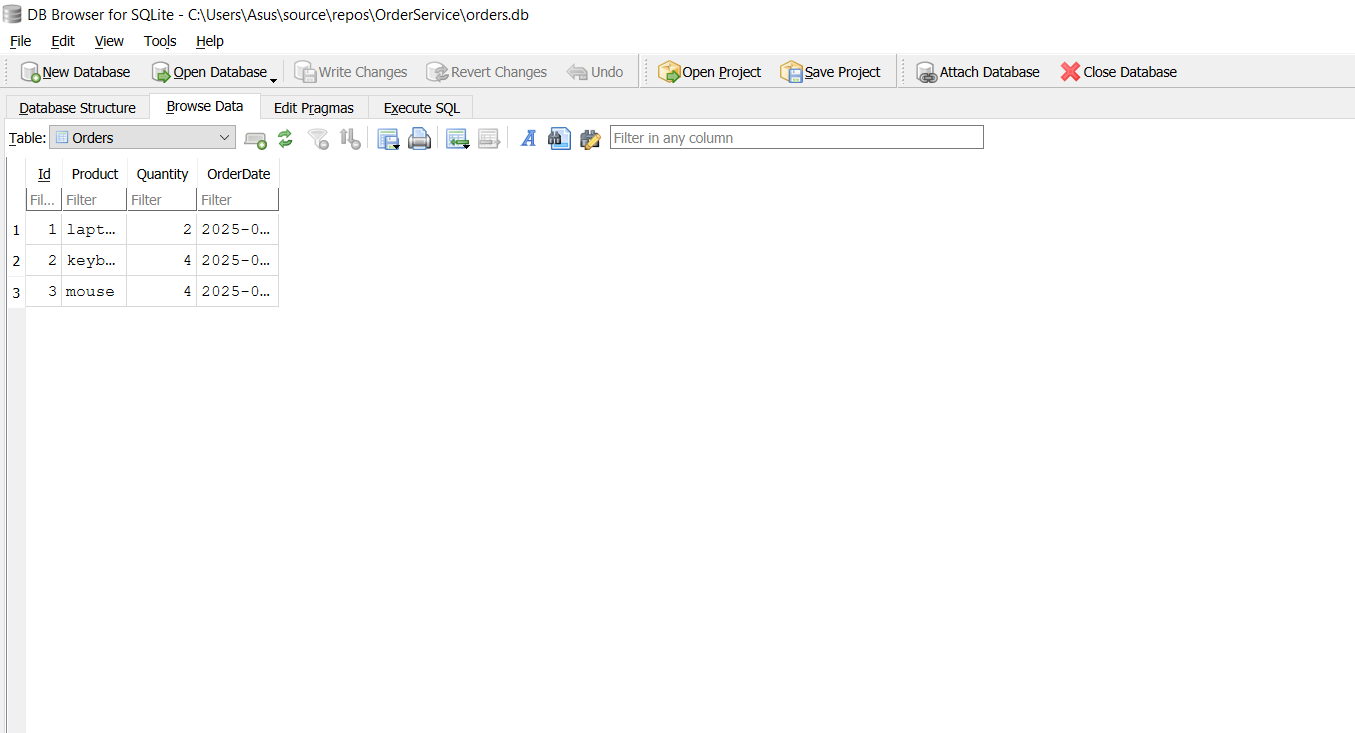 DB Browser for SQLite - C:\Users\Asus\source\repos\OrderService\orders.db
File Edit View Tools Help
New Database Open Database Write Changes Revert Changes Undo Open Project Save Project Attach Database Close Database
Database Structure Browse Data Edit Pragmas Execute SQL
Table: Orders Filter in any column
Id Product Quantity OrderDate
Fil... Filter Filter Filter
1 1 lapt... 2 2025-0...
2 2 keyb... 4 2025-0...
3 3 mouse 4 2025-0...